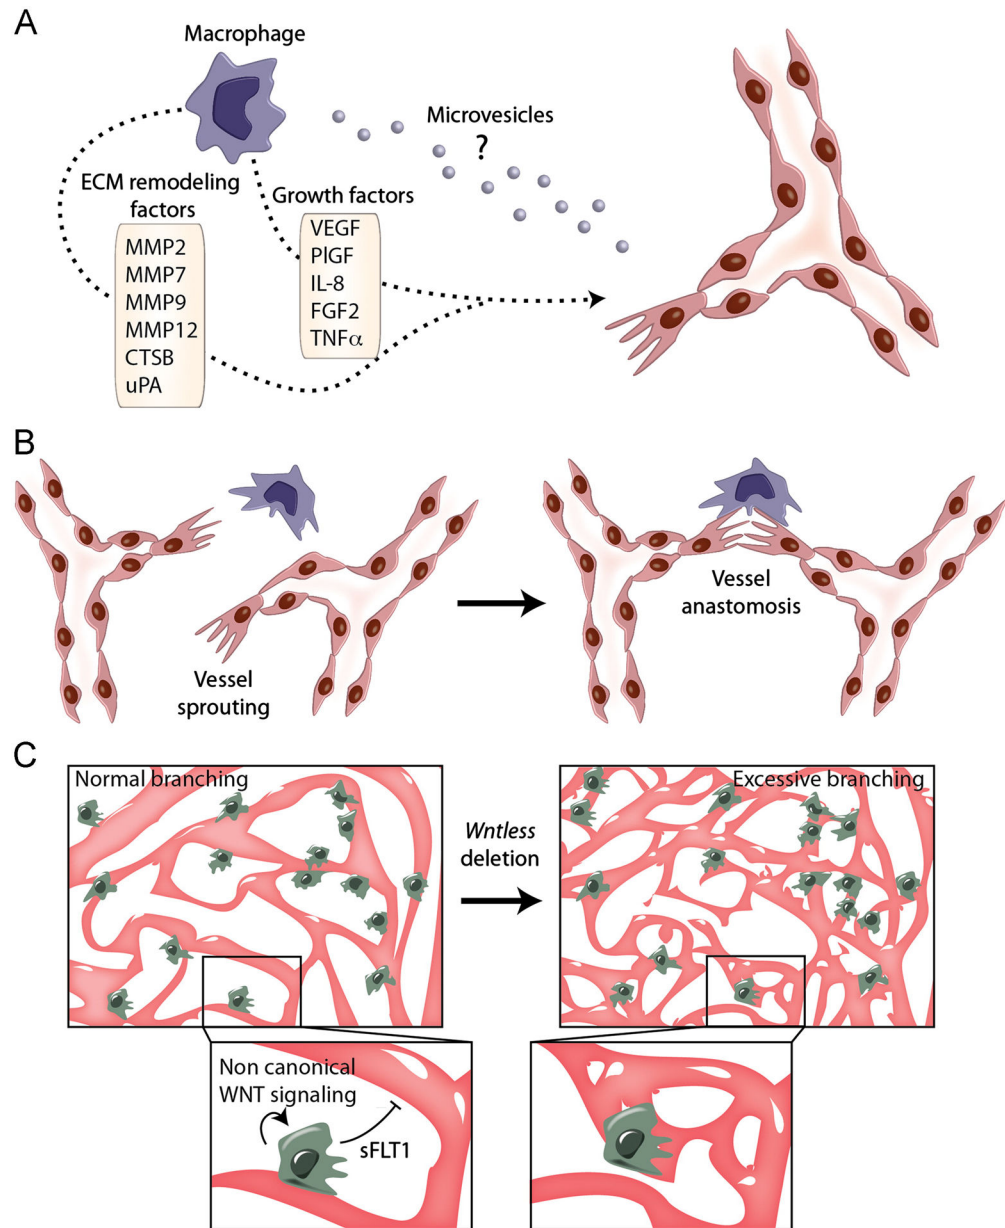 A
Macrophage
Microvesicles
?
ECM remodeling
factors
MMP2
MMP7
MMP9
MMP12
CTSB
uPA
Growth factors
VEGF
PlGF
IL-8
FGF2
TNFα
B
Vessel
sprouting
Vessel
anastomosis
C
Normal branching
Wntless
deletion
Excessive branching
Non canonical
WNT signaling
sFLT1